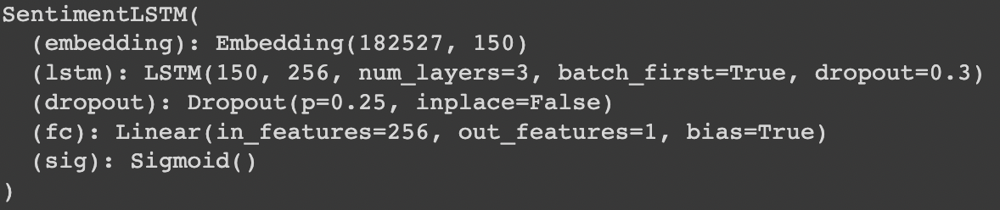 SentimentLSTM(
  (embedding): Embedding(182527, 150)
  (lstm): LSTM(150, 256, num_layers=3, batch_first=True, dropout=0.3)
  (dropout): Dropout(p=0.25, inplace=False)
  (fc): Linear(in_features=256, out_features=1, bias=True)
  (sig): Sigmoid()
)